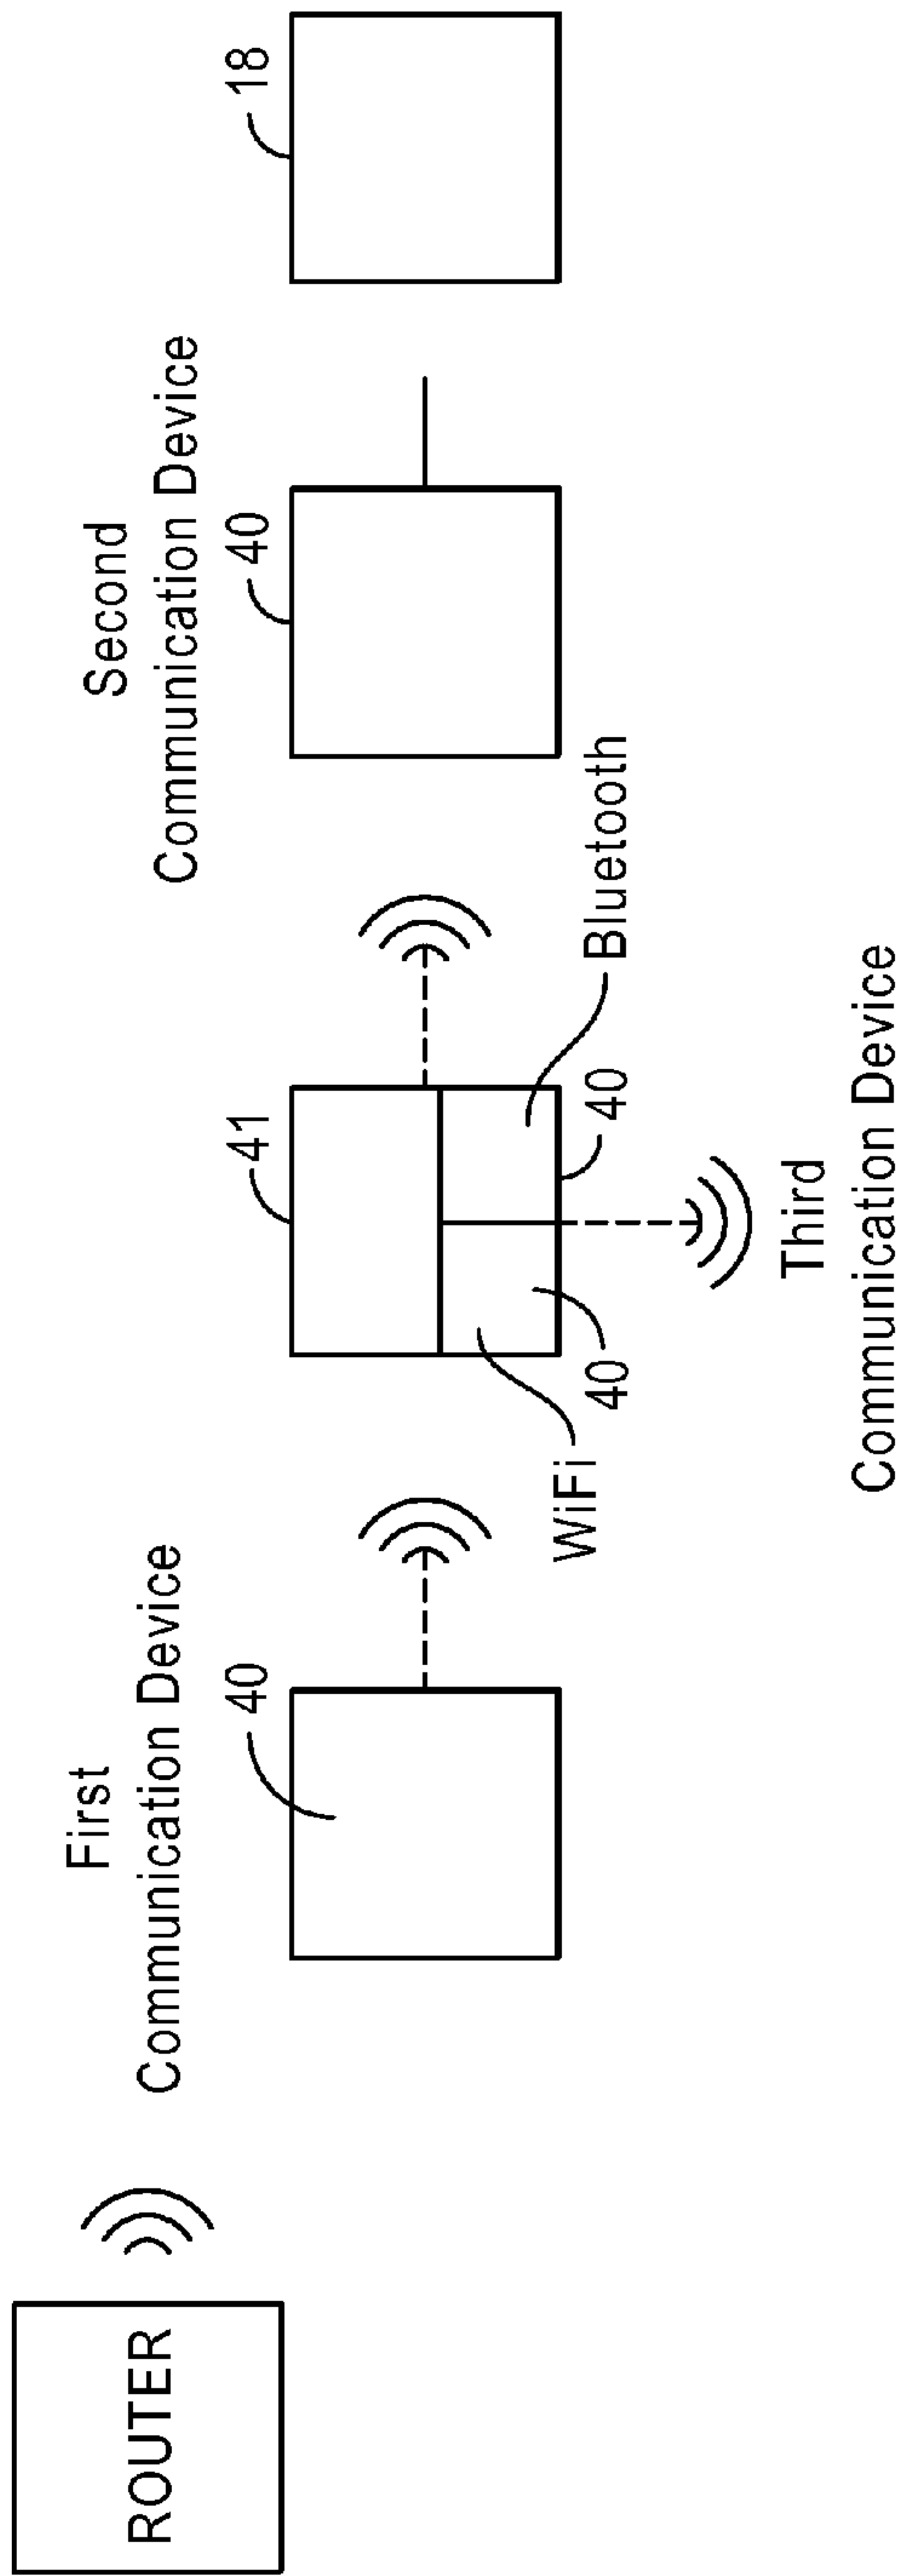 ROUTER
First
Communication Device
40
WiFi
40
41
40
Bluetooth
Third
Communication Device
Second
Communication Device
40
18